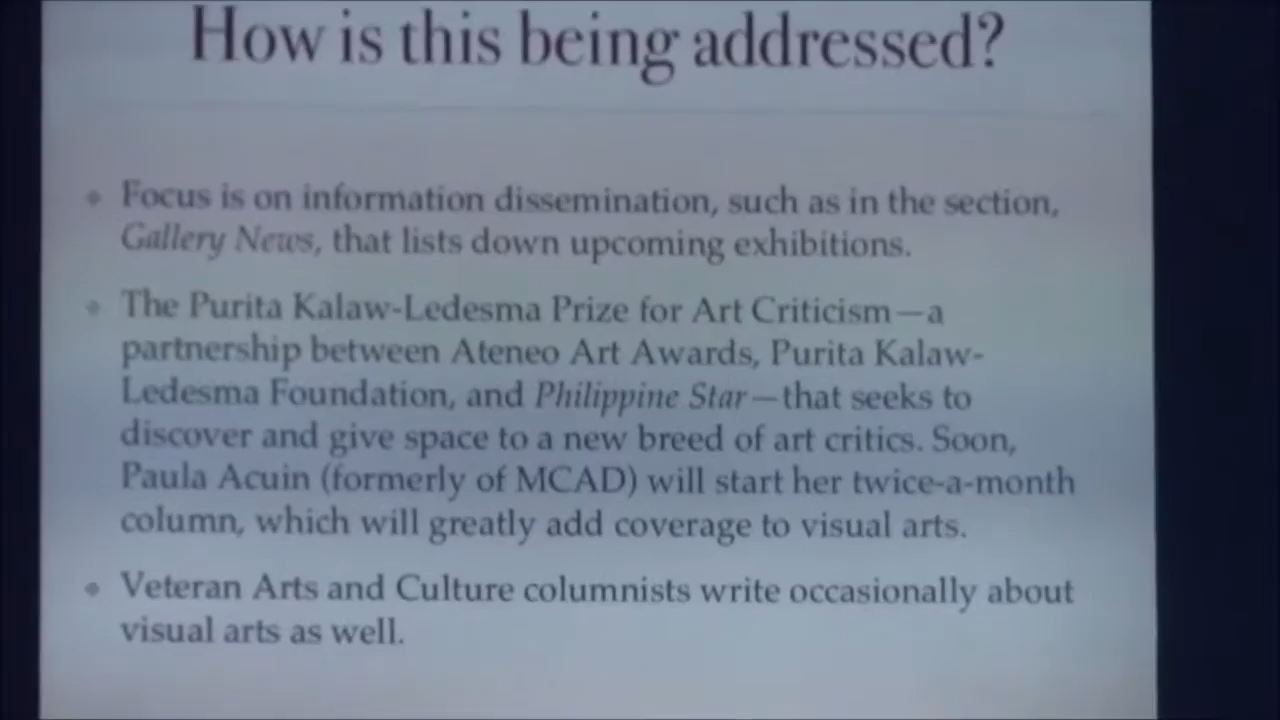 How is this being addressed?
Focus is on information dissemination, such as in the section,
Gallery News, that lists down upcoming exhibitions.
The Purita Kalaw-Ledesma Prize for Art Criticism—a
partnership between Ateneo Art Awards, Purita Kalaw-
Ledesma Foundation, and Philippine Star—that seeks to
discover and give space to a new breed of art critics. Soon,
Paula Acuin (formerly of MCAD) will start her twice-a-month
column, which will greatly add coverage to visual arts.
Veteran Arts and Culture columnists write occasionally about
visual arts as well.